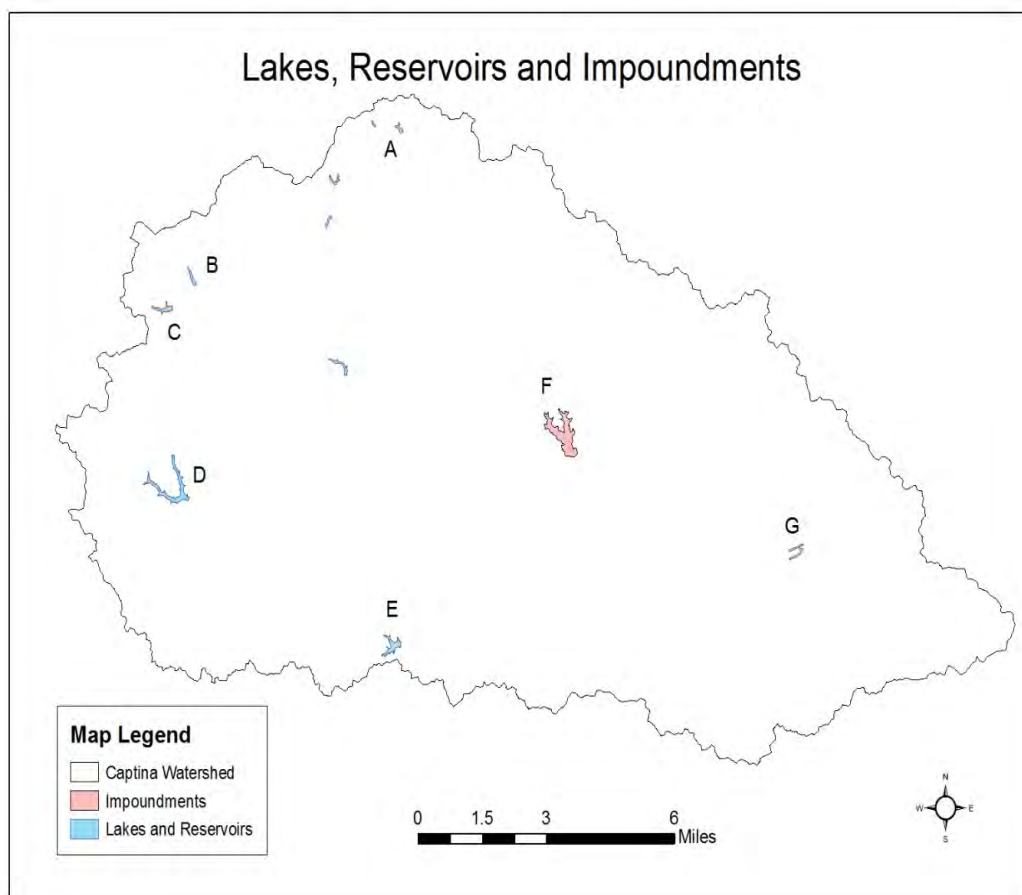 Lakes, Reservoirs and Impoundments
A
B
C
F
D
G
E
Map Legend
Captina Watershed
Impoundments
Lakes and Reservoirs
0 1.5 3 6
Miles
N
W E
S